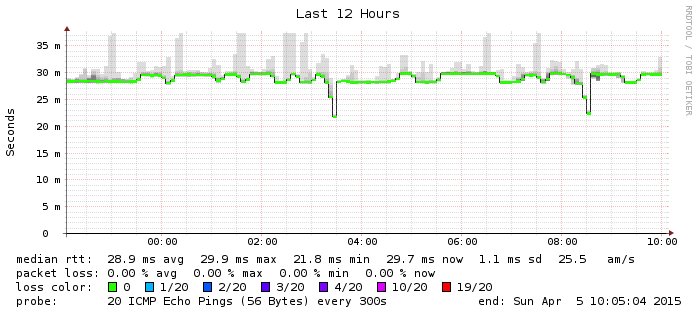 Last 12 Hours
RRDTOOL / TOBI OETIKER
Seconds
35 m
30 m
25 m
20 m
15 m
10 m
5 m
0
00:00 02:00 04:00 06:00 08:00 10:00
median rtt: 28.9 ms avg 29.9 ms max 21.8 ms min 29.7 ms now 1.1 ms sd 25.5 am/s
packet loss: 0.00 % avg 0.00 % max 0.00 % min 0.00 % now
loss color: 0 1/20 2/20 3/20 4/20 10/20 19/20
probe: 20 ICMP Echo Pings (56 Bytes) every 300s end: Sun Apr 5 10:05:04 2015